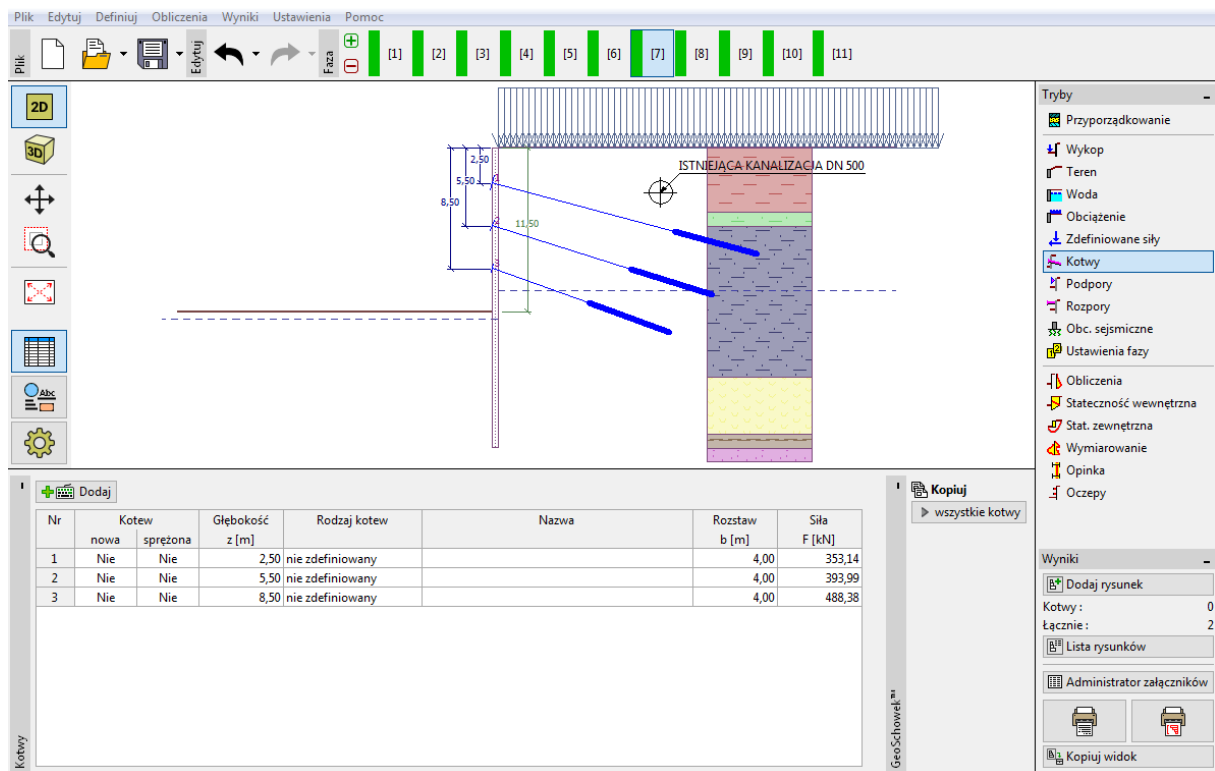 Plik Edytuj Definiuj Obliczenia Wyniki Ustawienia Pomoc
Plik
Edytuj
Faza
[1] [2] [3] [4] [5] [6] [7] [8] [9] [10] [11]
2D
3D
Abc
2,50
5,50
8,50
11,50
1
2
3
ISTNIEJĄCA KANALIZACJA DN 500
Tryby
Przyporządkowanie
Wykop
Teren
Woda
Obciążenie
Zdefiniowane siły
Kotwy
Podpory
Rozpory
Obc. sejsmiczne
Ustawienia fazy
Obliczenia
Stateczność wewnętrzna
Stat. zewnętrzna
Wymiarowanie
Opinka
Oczepy
Dodaj
Nr Kotew Głębokość Rodzaj kotew Nazwa Rozstaw Siła
nowa sprężona z [m] b [m] F [kN]
1 Nie Nie 2,50 nie zdefiniowany 4,00 353,14
2 Nie Nie 5,50 nie zdefiniowany 4,00 393,99
3 Nie Nie 8,50 nie zdefiniowany 4,00 488,38
Kotwy
Kopiuj
wszystkie kotwy
GeoSchowek™
Wyniki
Dodaj rysunek
Kotwy : 0
Łącznie : 2
Lista rysunków
Administrator załączników
Kopiuj widok